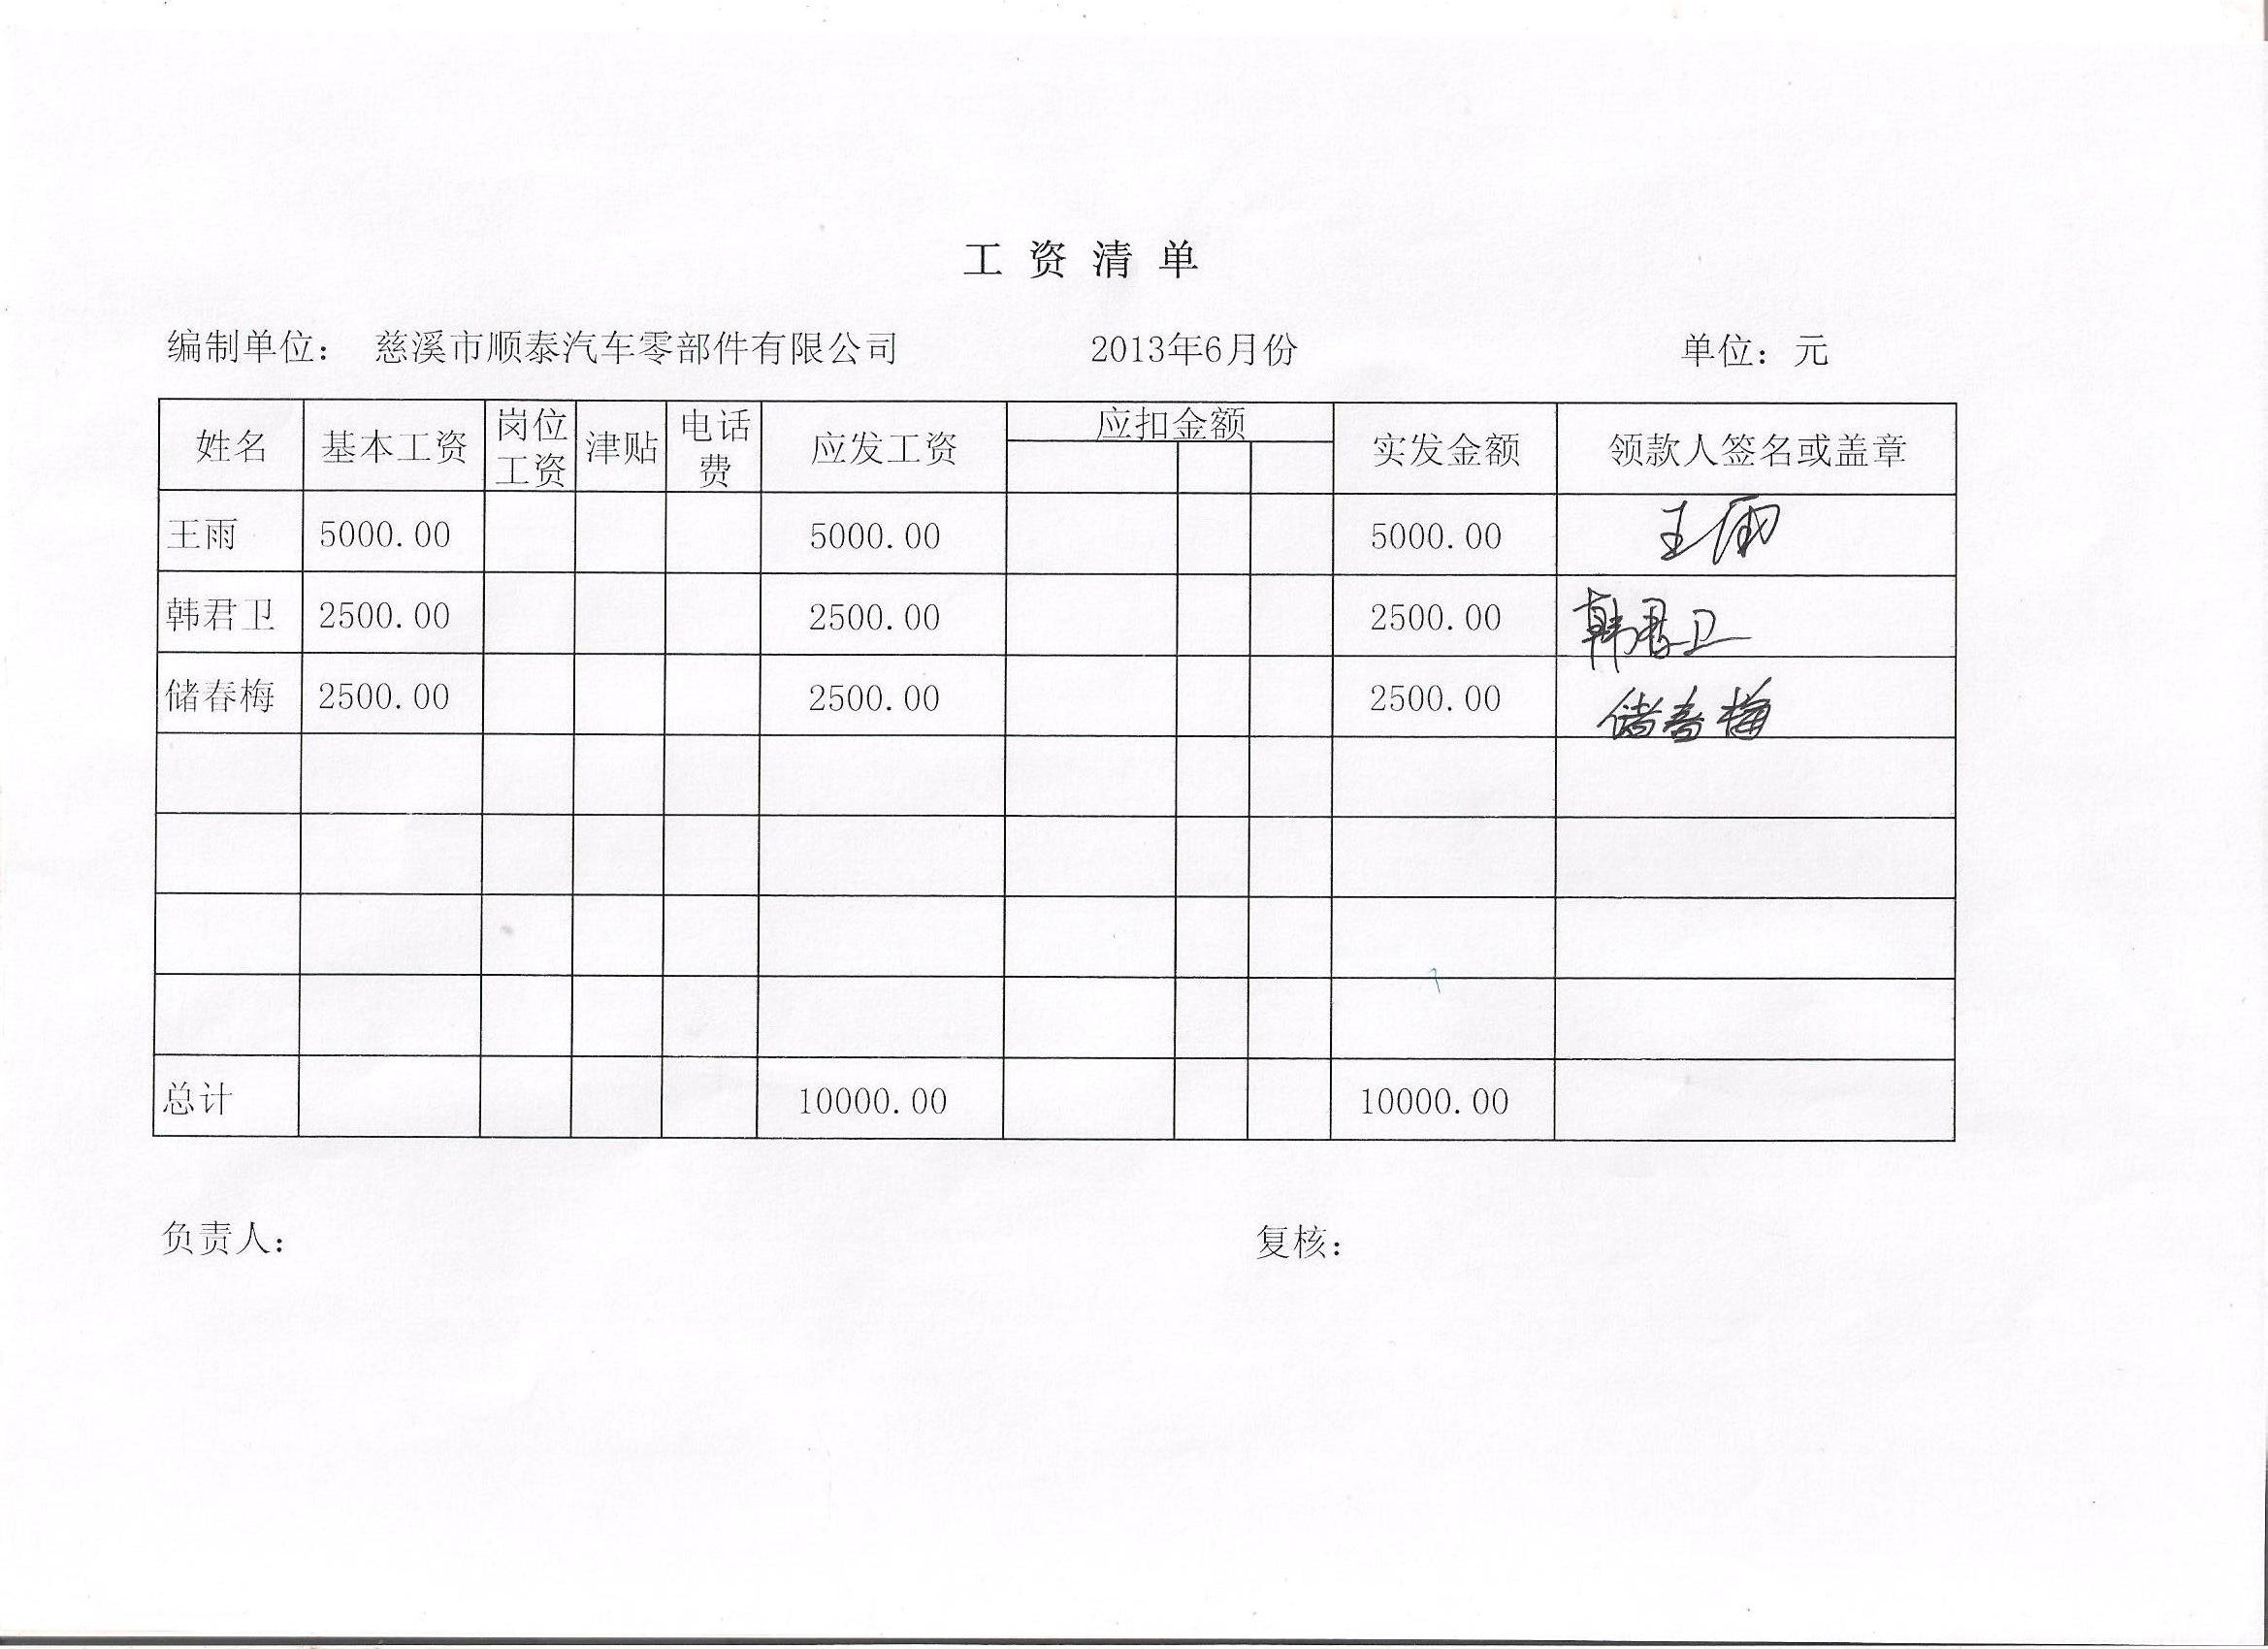 工资清单
编制单位： 慈溪市顺泰汽车零部件有限公司 2013年6月份 单位：元
姓名 基本工资 岗位工资 津贴 电话费 应发工资 应扣金额 实发金额 领款人签名或盖章
王雨 5000.00 5000.00 5000.00 王雨
韩君卫 2500.00 2500.00 2500.00 韩君卫
储春梅 2500.00 2500.00 2500.00 储春梅
总计 10000.00 10000.00
负责人： 复核：